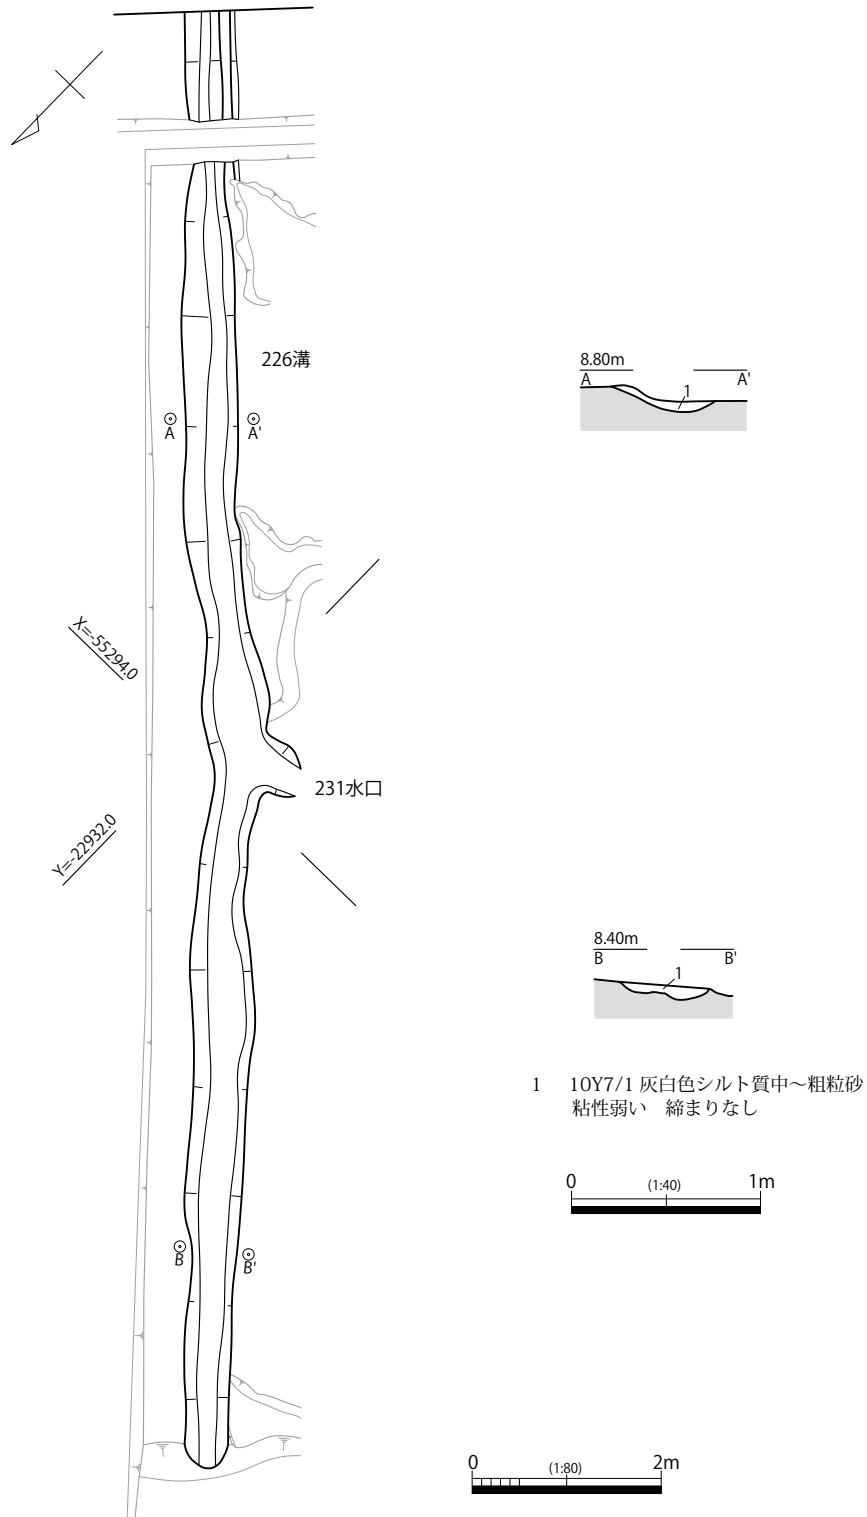 226溝
8.80m
A
A'
1
A
A'
X=-55294.0
231水口
Y=-22932.0
8.40m
B
B'
1
1 10Y7/1 灰白色シルト質中～粗粒砂
粘性弱い 締まりなし
0 (1:40) 1m
B
B'
0 (1:80) 2m